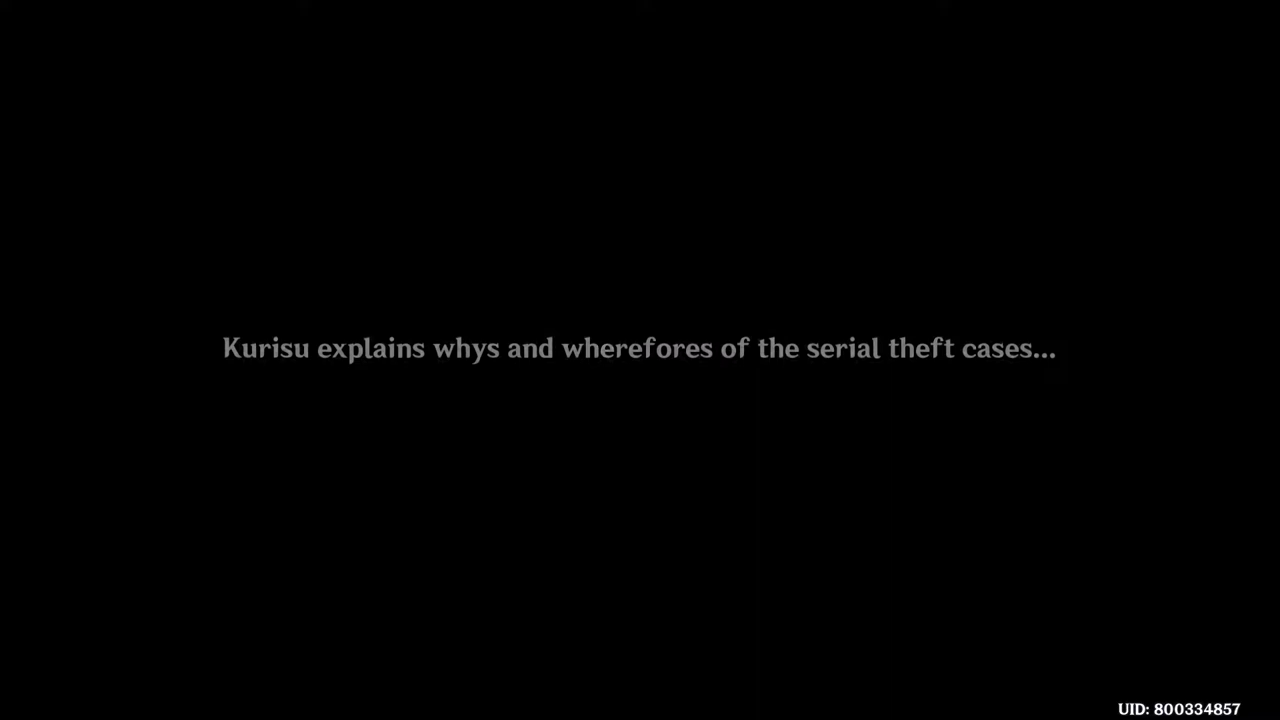 Kurisu explains whys and wherefores of the serial theft cases...
UID: 800334857